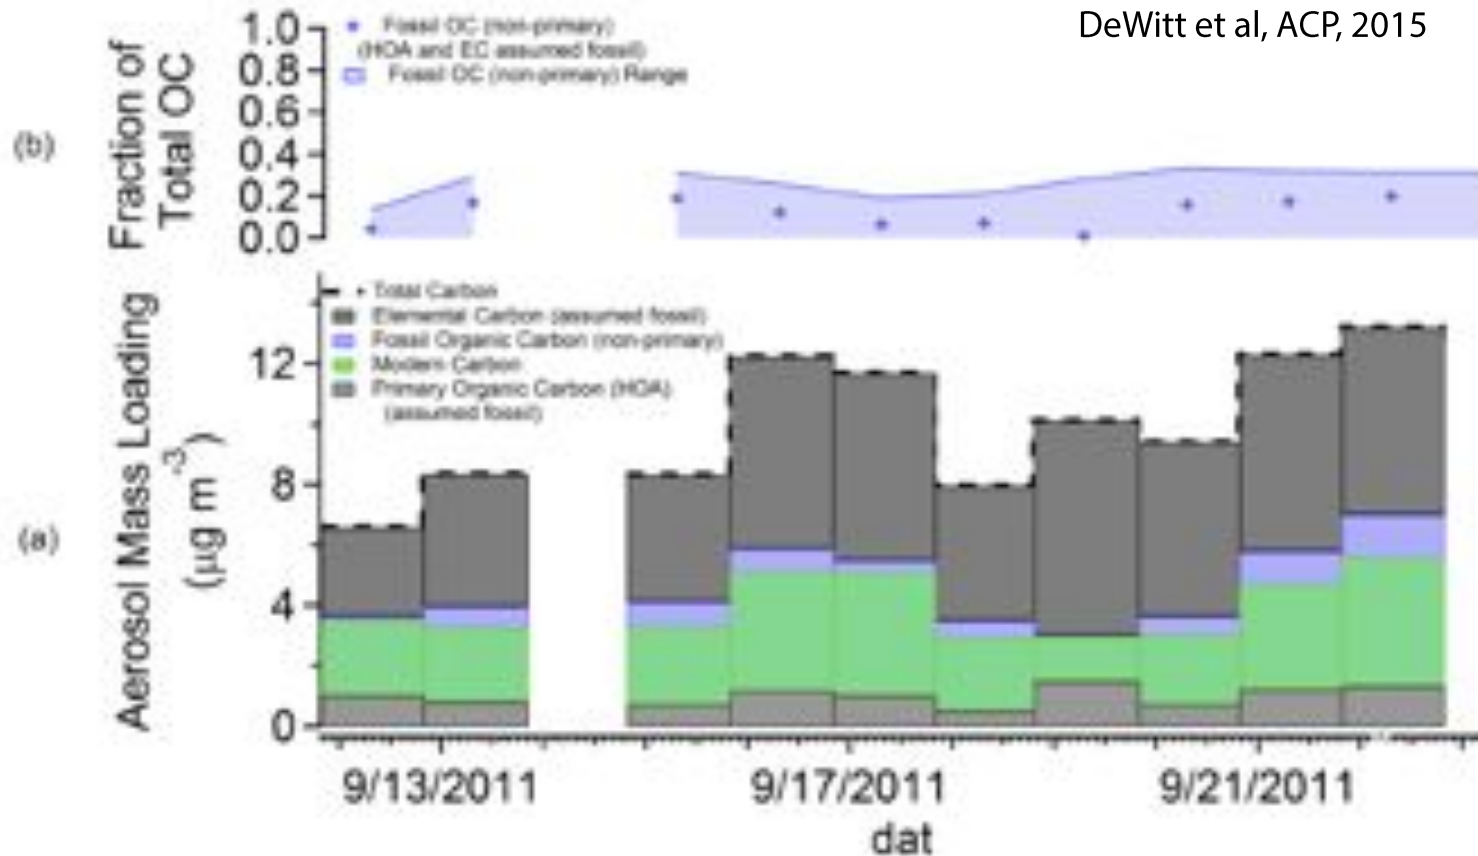 DeWitt et al, ACP, 2015
(b)
Fraction of
Total OC
1.0
0.8
0.6
0.4
0.2
0.0
Fossil OC (non-primary)
(HOA and EC assumed fossil)
Fossil OC (non-primary) Range
(a)
Aerosol Mass Loading
(µg m-3)
12
8
4
0
Total Carbon
Elemental Carbon (assumed fossil)
Fossil Organic Carbon (non-primary)
Modern Carbon
Primary Organic Carbon (HOA)
(assumed fossil)
9/13/2011
9/17/2011
9/21/2011
dat